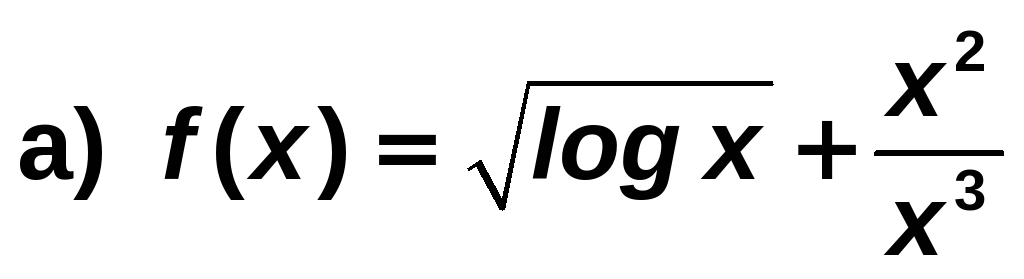 a) f(x) = √(log x) + x²/x³